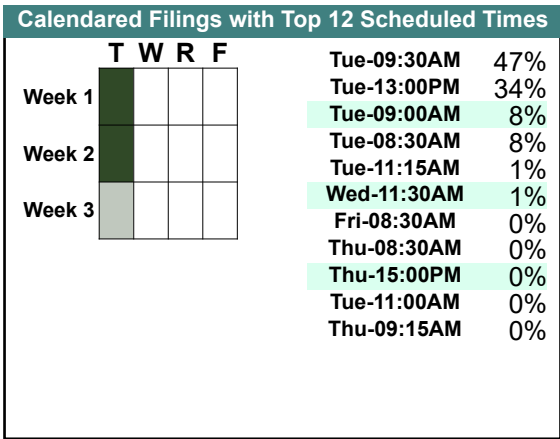 Calendared Filings with Top 12 Scheduled Times
T W R F
Week 1
Week 2
Week 3
Tue-09:30AM 47%
Tue-13:00PM 34%
Tue-09:00AM 8%
Tue-08:30AM 8%
Tue-11:15AM 1%
Wed-11:30AM 1%
Fri-08:30AM 0%
Thu-08:30AM 0%
Thu-15:00PM 0%
Tue-11:00AM 0%
Thu-09:15AM 0%